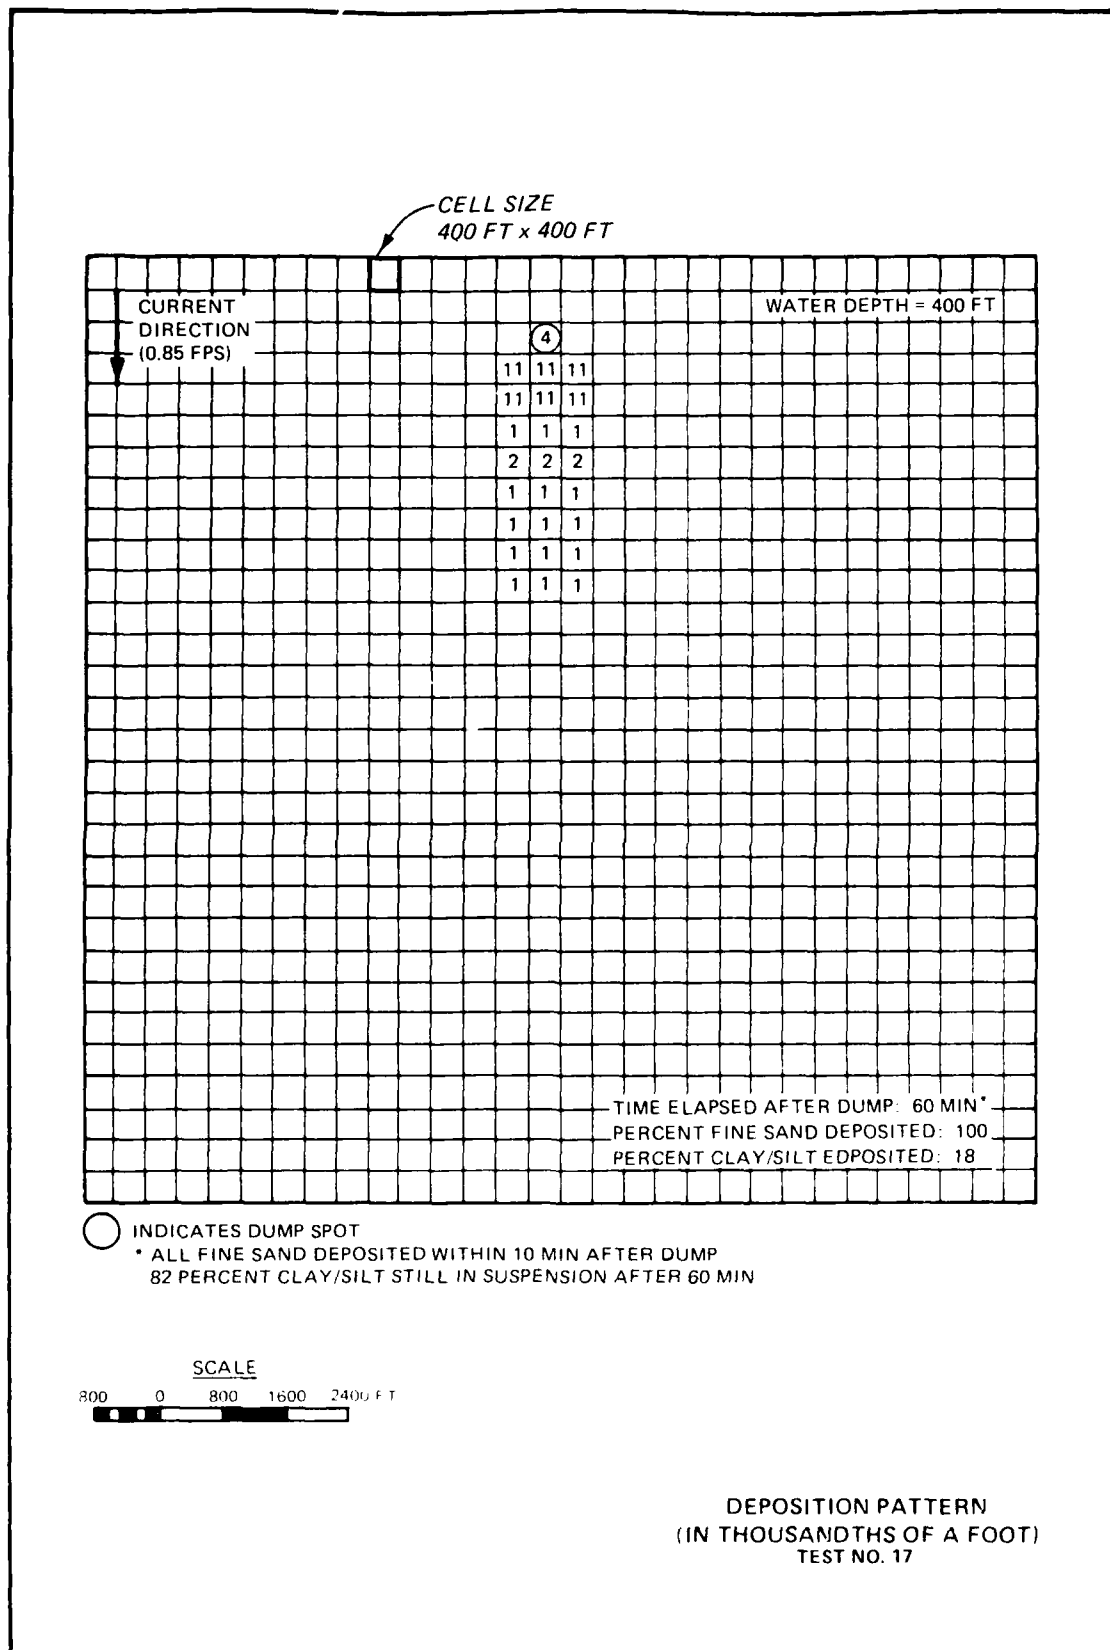 CELL SIZE
400 FT x 400 FT
CURRENT
DIRECTION
(0.85 FPS)
WATER DEPTH = 400 FT
4
11 11 11
11 11 11
1 1 1
2 2 2
1 1 1
1 1 1
1 1 1
1 1 1
TIME ELAPSED AFTER DUMP: 60 MIN*
PERCENT FINE SAND DEPOSITED: 100
PERCENT CLAY/SILT EDPOSITED: 18
INDICATES DUMP SPOT
* ALL FINE SAND DEPOSITED WITHIN 10 MIN AFTER DUMP
82 PERCENT CLAY/SILT STILL IN SUSPENSION AFTER 60 MIN
SCALE
800 0 800 1600 2400 FT
DEPOSITION PATTERN
(IN THOUSANDTHS OF A FOOT)
TEST NO. 17